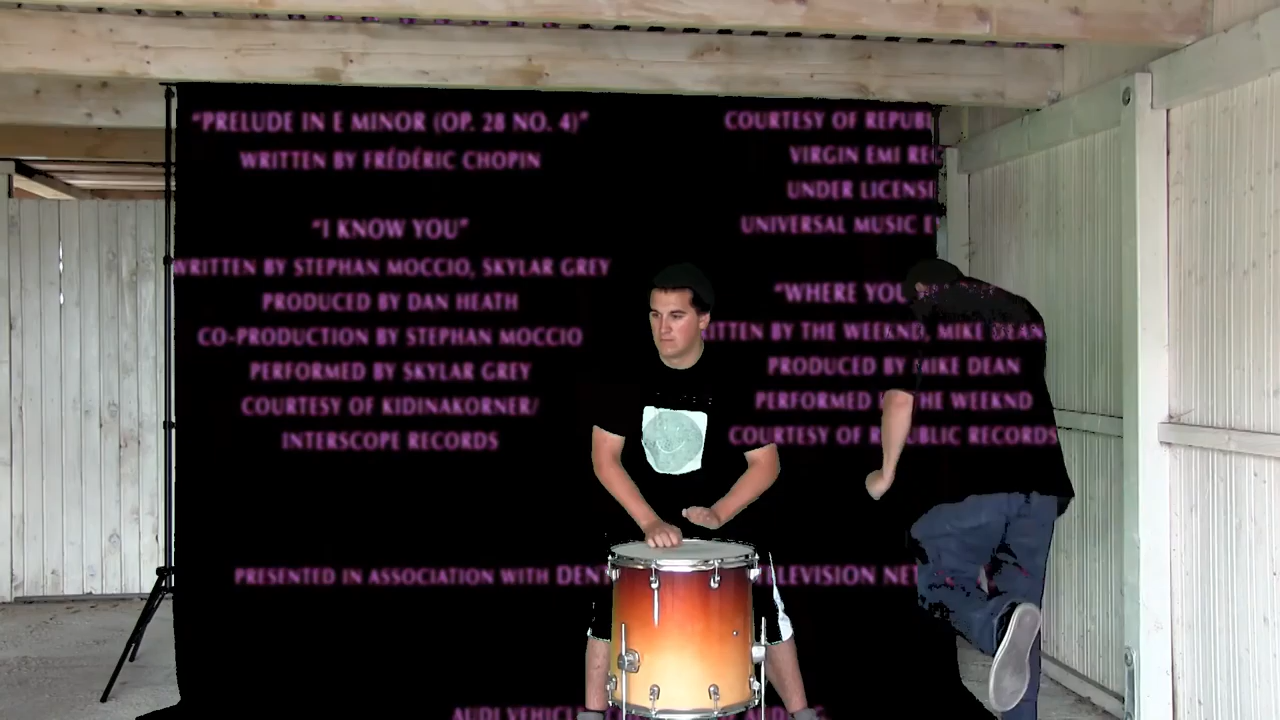 "PRELUDE IN E MINOR (OP. 28 NO. 4)"
WRITTEN BY FRÉDÉRIC CHOPIN
"I KNOW YOU"
WRITTEN BY STEPHAN MOCCIO, SKYLAR GREY
PRODUCED BY DAN HEATH
CO-PRODUCTION BY STEPHAN MOCCIO
PERFORMED BY SKYLAR GREY
COURTESY OF KIDINAKORNER/
INTERSCOPE RECORDS
COURTESY OF
VIRGIN EMI
UNDER
UNIVERSAL MUSIC
"WHERE YOU
BY THE WEEKND, MIKE DEAN
PRODUCED BY MIKE DEAN
PERFORMED THE WEEKND
COURTESY OF REPUBLIC RECORDS
PRESENTED IN ASSOCIATION WITH
AUDI